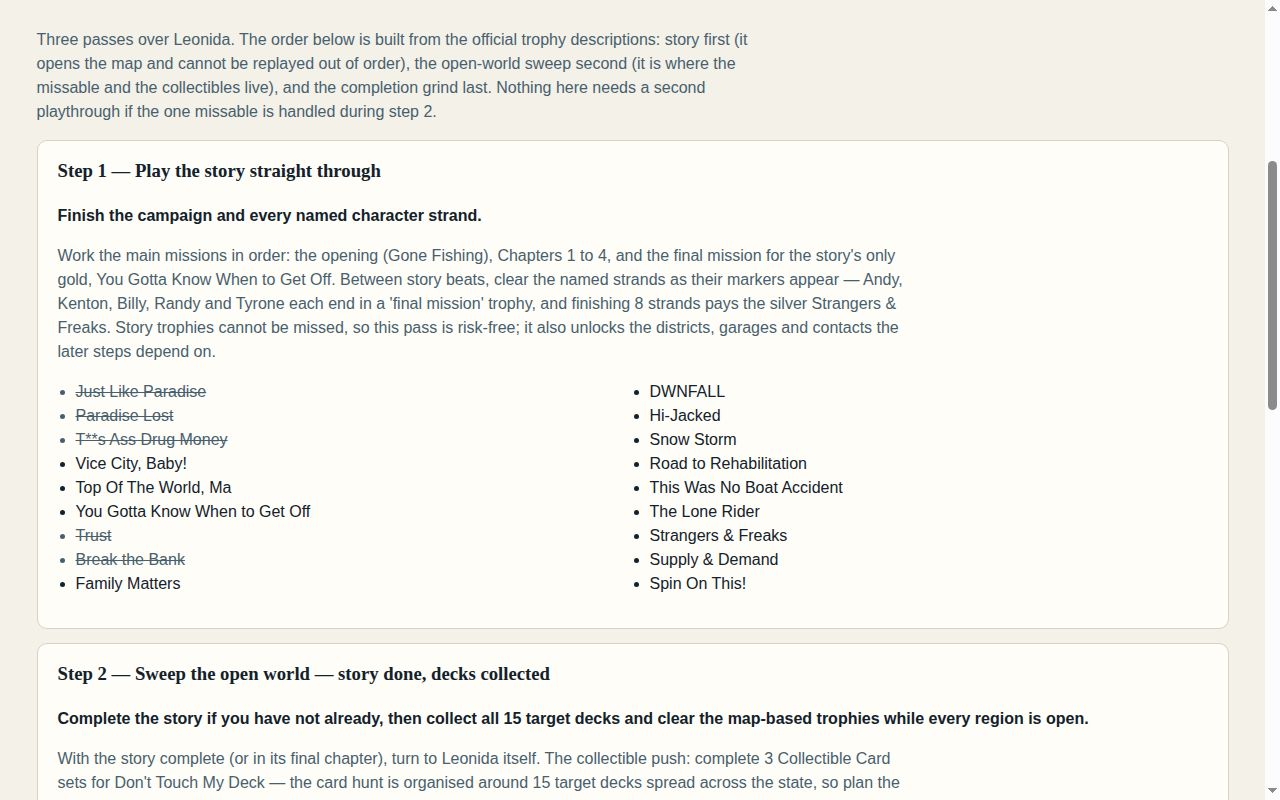 Three passes over Leonida. The order below is built from the official trophy descriptions: story first (it
opens the map and cannot be replayed out of order), the open-world sweep second (it is where the
missable and the collectibles live), and the completion grind last. Nothing here needs a second
playthrough if the one missable is handled during step 2.
Step 1 — Play the story straight through
Finish the campaign and every named character strand.
Work the main missions in order: the opening (Gone Fishing), Chapters 1 to 4, and the final mission for the story's only
gold, You Gotta Know When to Get Off. Between story beats, clear the named strands as their markers appear — Andy,
Kenton, Billy, Randy and Tyrone each end in a 'final mission' trophy, and finishing 8 strands pays the silver Strangers &
Freaks. Story trophies cannot be missed, so this pass is risk-free; it also unlocks the districts, garages and contacts the
later steps depend on.
Just Like Paradise
Paradise Lost
T**s Ass Drug Money
Vice City, Baby!
Top Of The World, Ma
You Gotta Know When to Get Off
Trust
Break the Bank
Family Matters
DWNFALL
Hi-Jacked
Snow Storm
Road to Rehabilitation
This Was No Boat Accident
The Lone Rider
Strangers & Freaks
Supply & Demand
Spin On This!
Step 2 — Sweep the open world — story done, decks collected
Complete the story if you have not already, then collect all 15 target decks and clear the map-based trophies while every region is open.
With the story complete (or in its final chapter), turn to Leonida itself. The collectible push: complete 3 Collectible Card
sets for Don't Touch My Deck — the card hunt is organised around 15 target decks spread across the state, so plan the